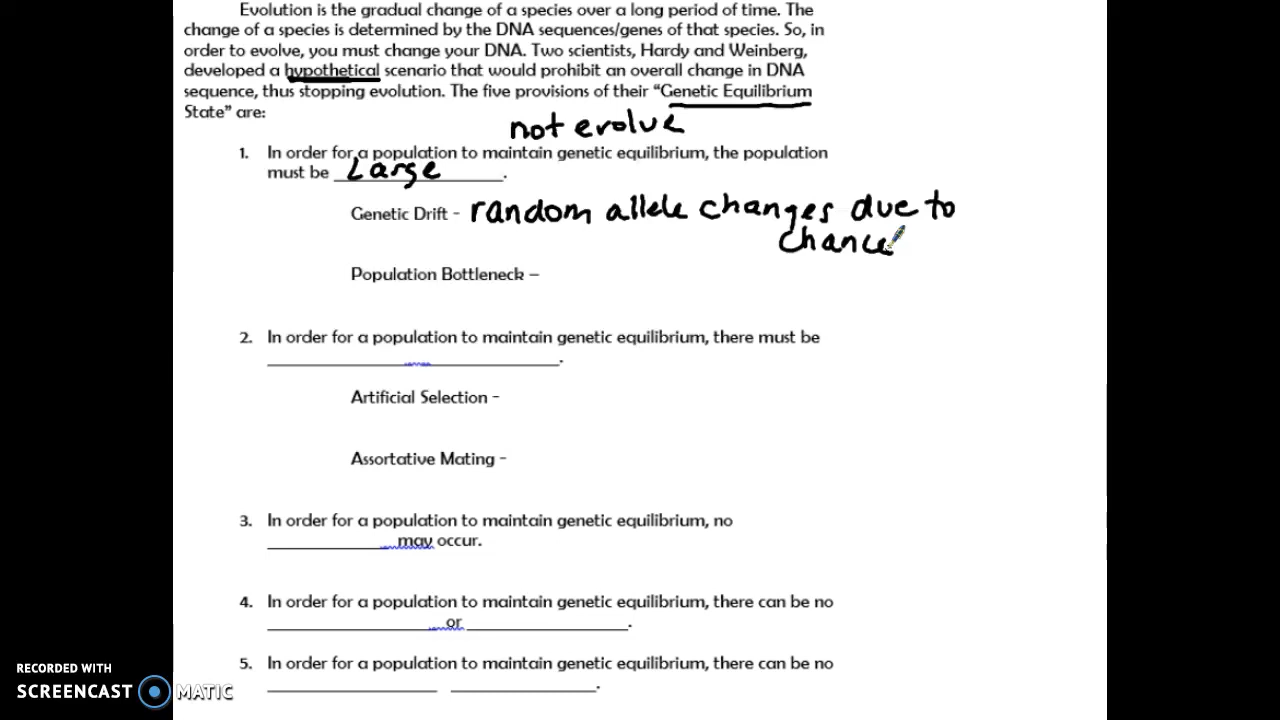 Evolution is the gradual change of a species over a long period of time. The
change of a species is determined by the DNA sequences/genes of that species. So, in
order to evolve, you must change your DNA. Two scientists, Hardy and Weinberg,
developed a hypothetical scenario that would prohibit an overall change in DNA
sequence, thus stopping evolution. The five provisions of their “Genetic Equilibrium
State” are:
not evolve
1. In order for a population to maintain genetic equilibrium, the population
must be Large.
Genetic Drift - random allele changes due to
chance
Population Bottleneck –
2. In order for a population to maintain genetic equilibrium, there must be
____________________.
Artificial Selection -
Assortative Mating -
3. In order for a population to maintain genetic equilibrium, no
__________ may occur.
4. In order for a population to maintain genetic equilibrium, there can be no
__________ or __________.
5. In order for a population to maintain genetic equilibrium, there can be no
__________ __________.
RECORDED WITH
SCREENCAST MATIC